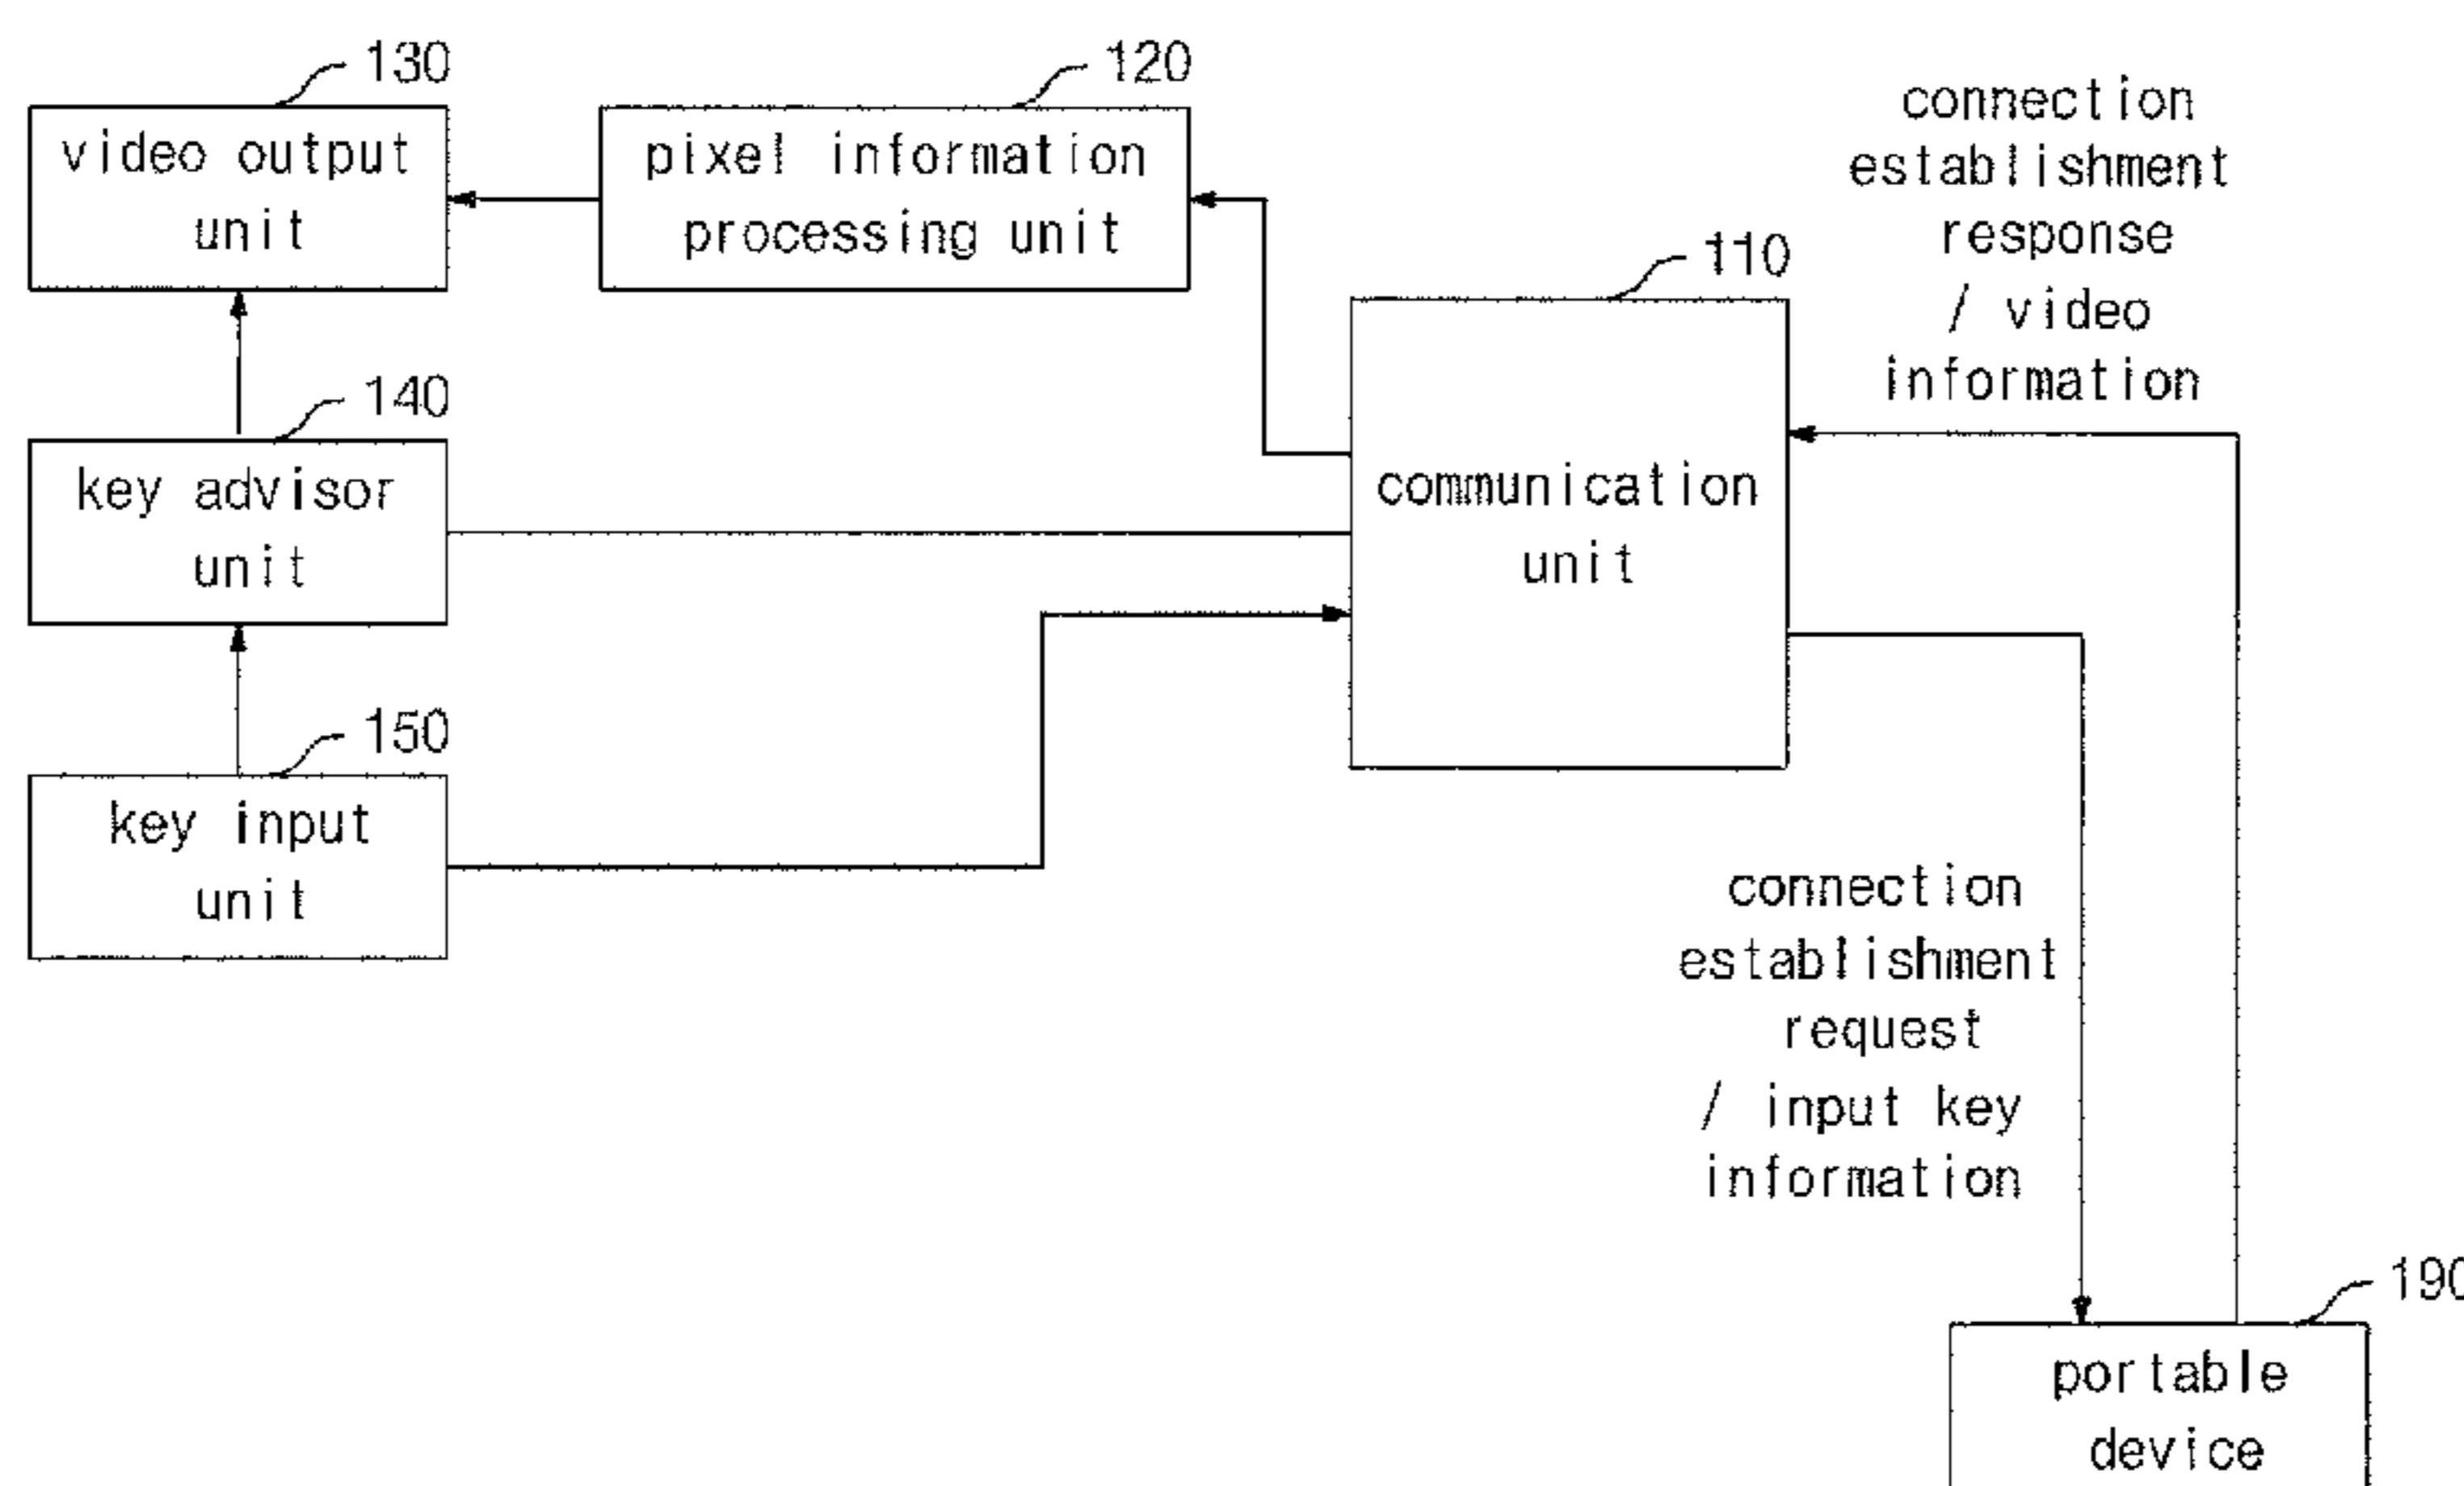 130
video output
unit
120
pixel information
processing unit
connection
establishment
response
/ video
information
110
communication
unit
140
key advisor
unit
150
key input
unit
connection
establishment
request
/ input key
information
190
portable
device